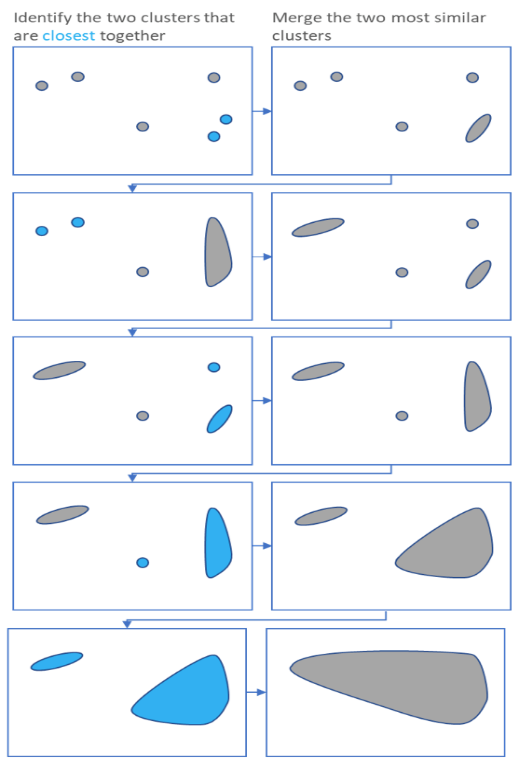 Identify the two clusters that
are closest together
Merge the two most similar
clusters